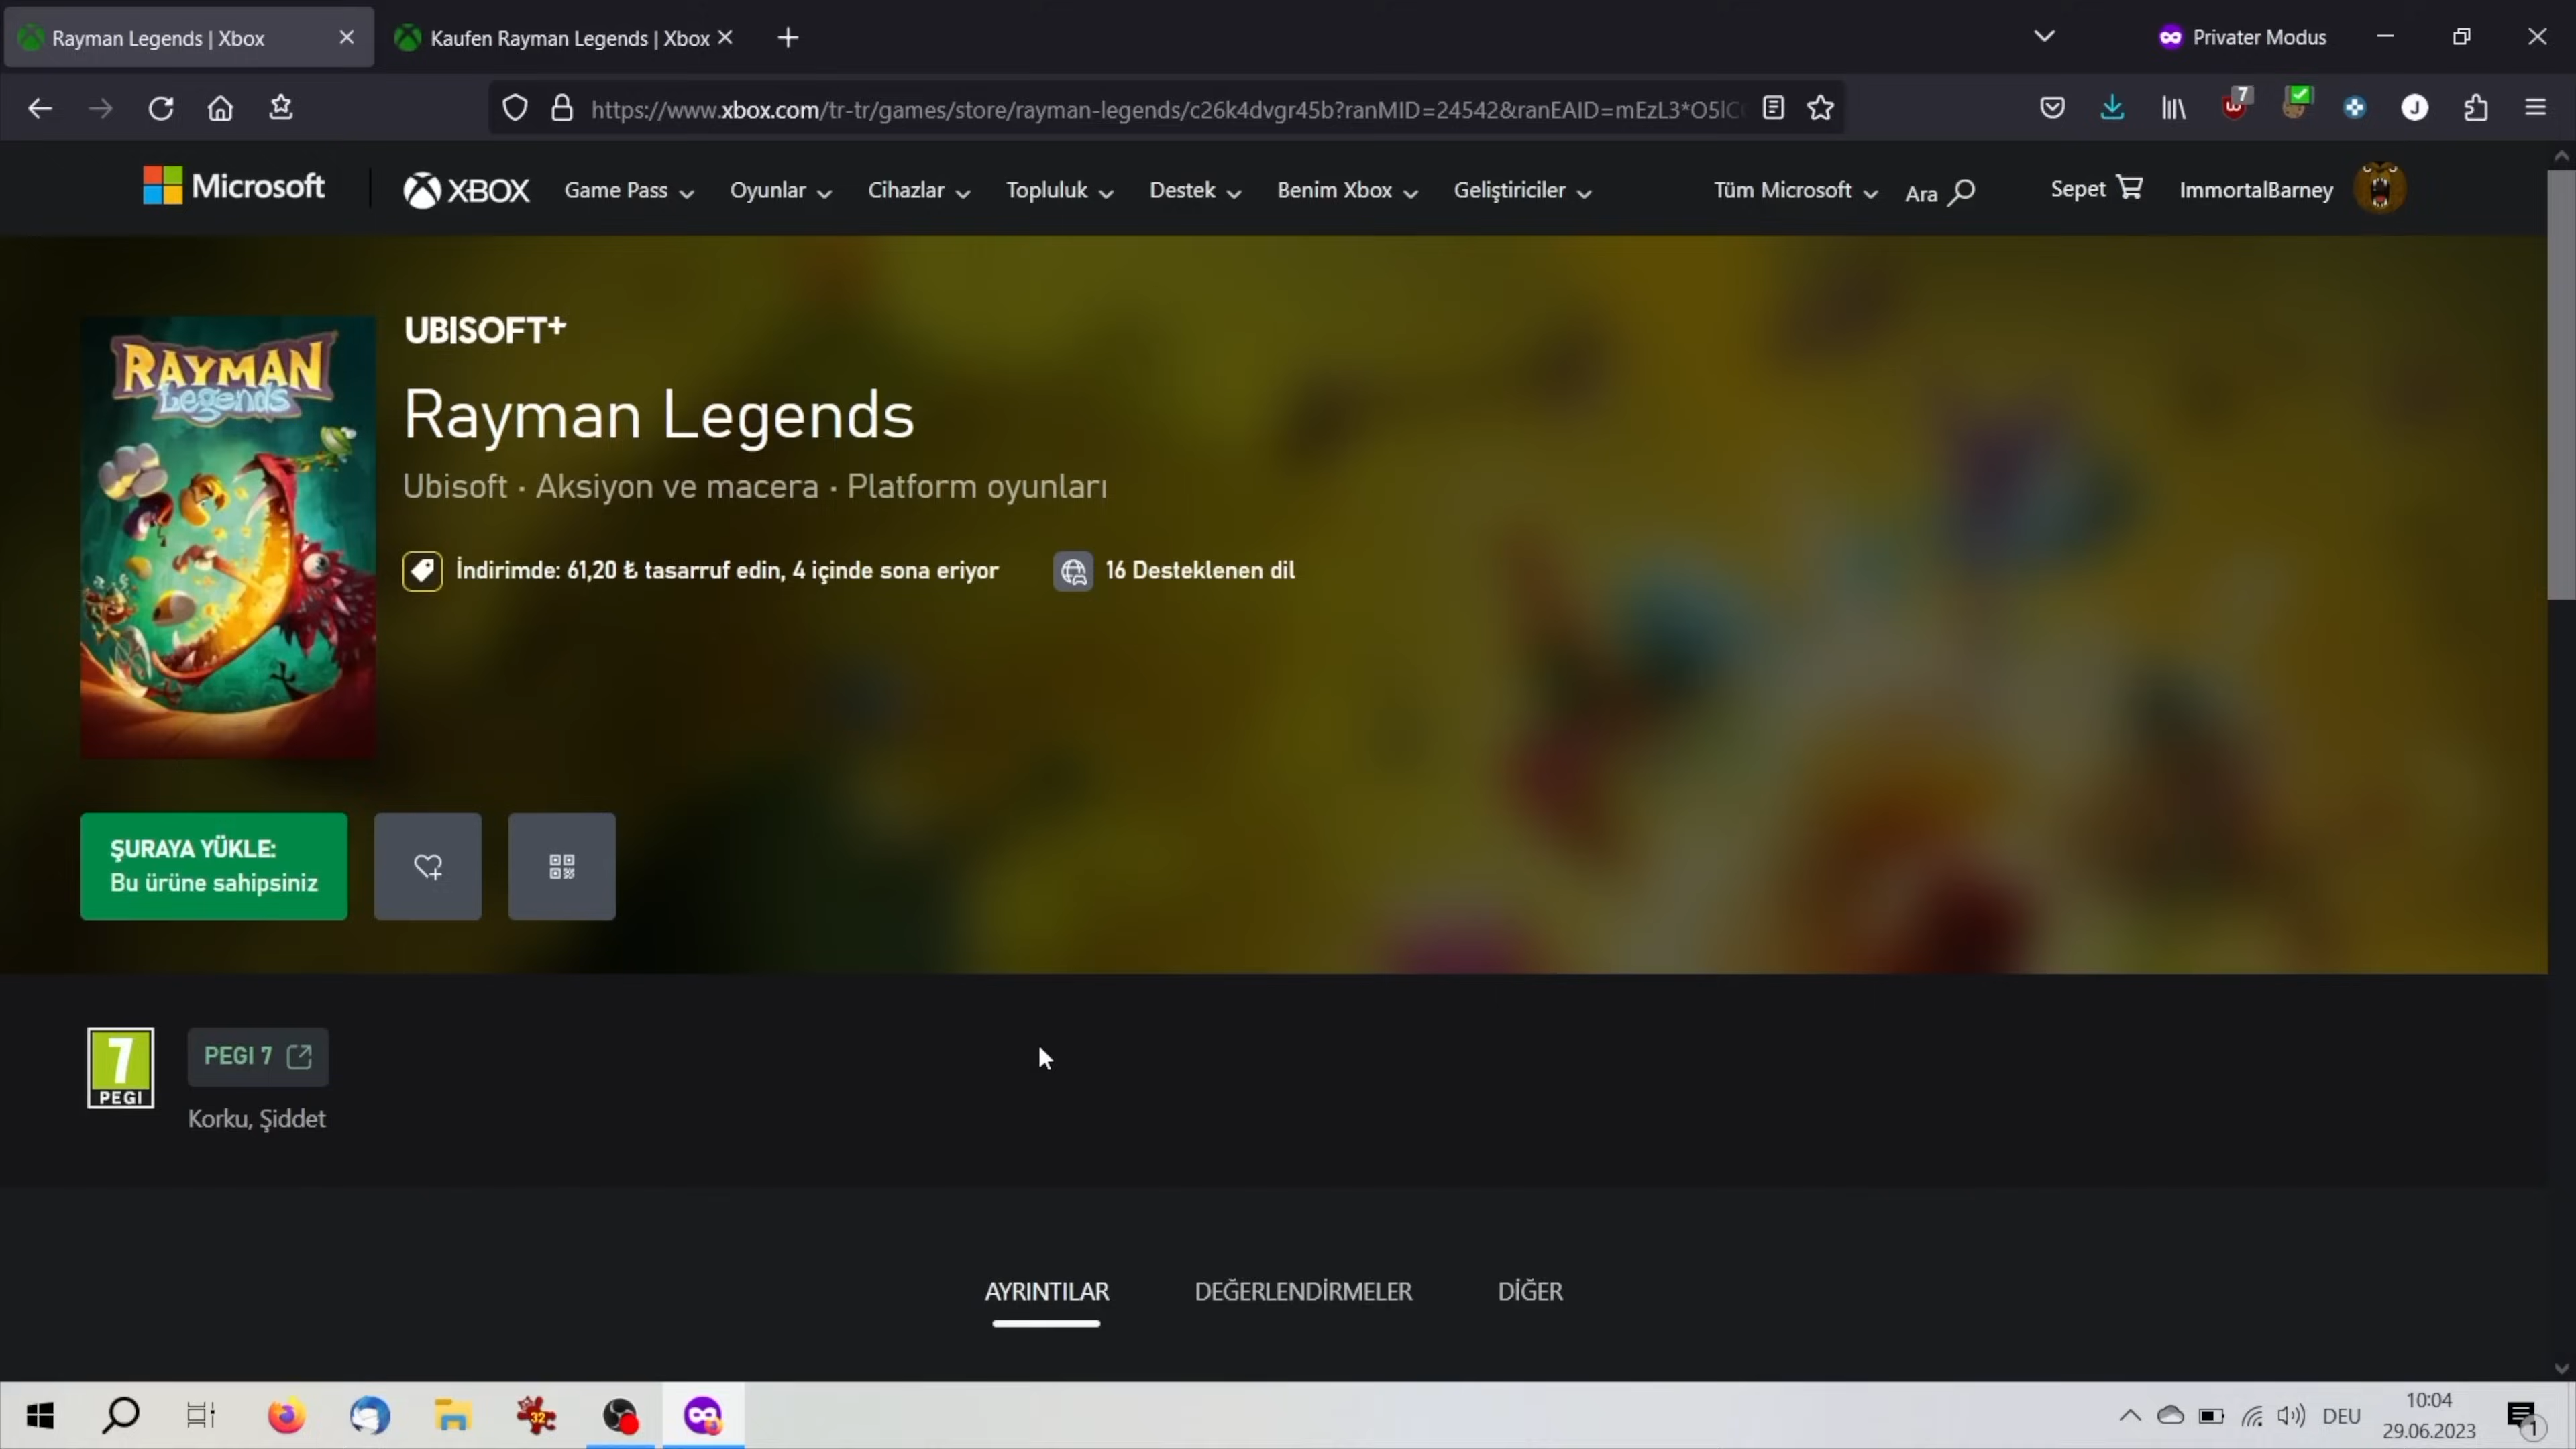 Rayman Legends | Xbox
Kaufen Rayman Legends | Xbox
Privater Modus
https://www.xbox.com/tr-tr/games/store/rayman-legends/c26k4dvgr45b?ranMID=24542&ranEAID=mEzL3*O5lC
7
J
Microsoft
XBOX
Game Pass
Oyunlar
Cihazlar
Topluluk
Destek
Benim Xbox
Geliştiriciler
Tüm Microsoft
Ara
Sepet
ImmortalBarney
RAYMAN
Legends
UBISOFT+
Rayman Legends
Ubisoft · Aksiyon ve macera · Platform oyunları
İndirimde: 61,20 ₺ tasarruf edin, 4 içinde sona eriyor
16 Desteklenen dil
ŞURAYA YÜKLE:
Bu ürüne sahipsiniz
7
PEGI
PEGI 7
Korku, Şiddet
AYRINTILAR
DEĞERLENDİRMELER
DİĞER
32
DEU
10:04
29.06.2023
1